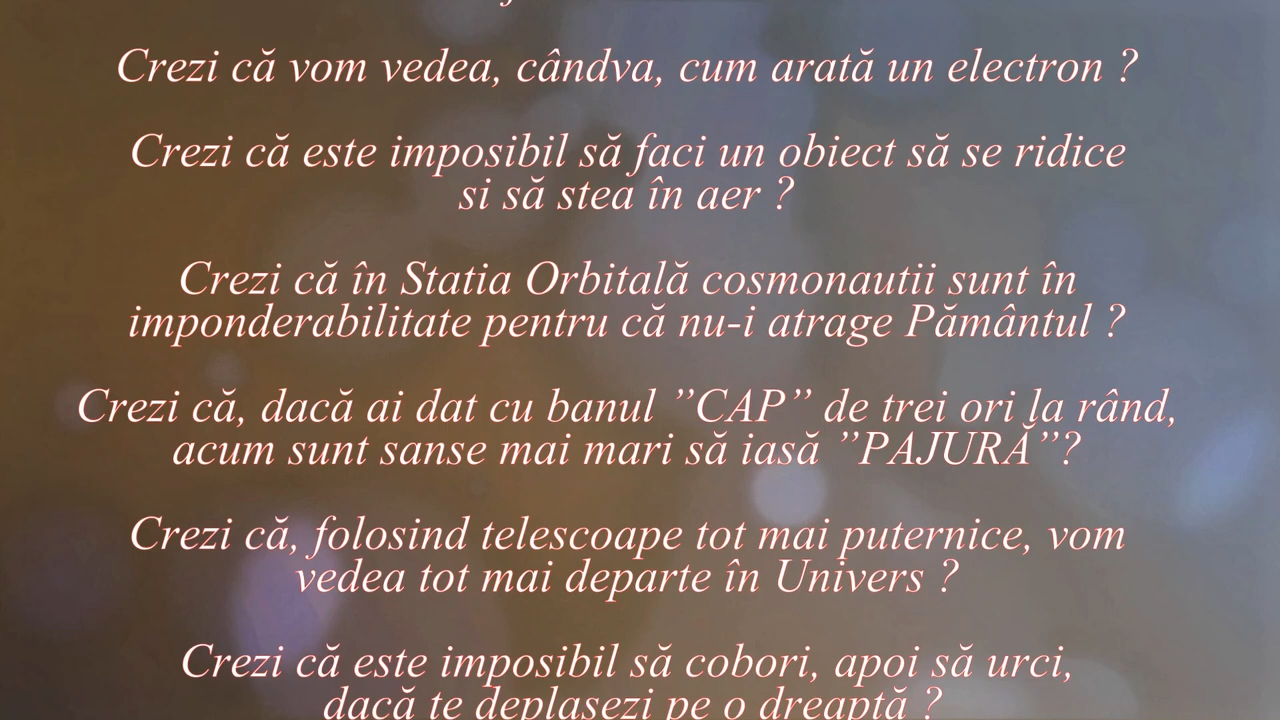 Crezi că vom vedea, cândva, cum arată un electron ?
Crezi că este imposibil să faci un obiect să se ridice
si să stea în aer ?
Crezi că în Statia Orbitală cosmonautii sunt în
imponderabilitate pentru că nu-i atrage Pământul ?
Crezi că, dacă ai dat cu banul ”CAP” de trei ori la rând,
acum sunt sanse mai mari să iasă ”PAJURĂ”?
Crezi că, folosind telescoape tot mai puternice, vom
vedea tot mai departe în Univers ?
Crezi că este imposibil să cobori, apoi să urci,
dacă te deplasezi pe o dreaptă ?